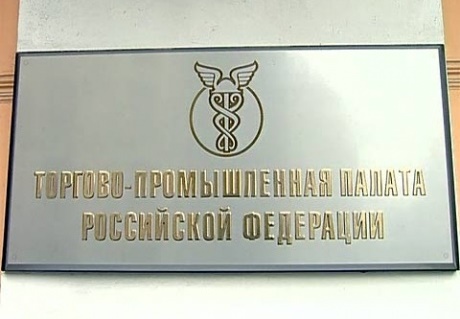 ТОРГОВО-ПРОМЫШЛЕННАЯ ПАЛАТА
РОССИЙСКОЙ ФЕДЕРАЦИИ